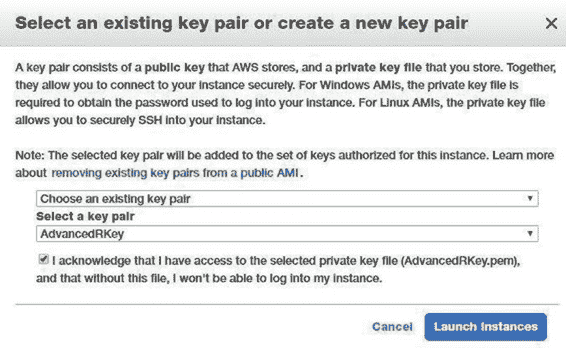 Select an existing key pair or create a new key pair
A key pair consists of a public key that AWS stores, and a private key file that you store. Together,
they allow you to connect to your instance securely. For Windows AMIs, the private key file is
required to obtain the password used to log into your instance. For Linux AMIs, the private key file
allows you to securely SSH into your instance.
Note: The selected key pair will be added to the set of keys authorized for this instance. Learn more
about removing existing key pairs from a public AMI.
Choose an existing key pair
Select a key pair
AdvancedRKey
I acknowledge that I have access to the selected private key file (AdvancedRKey.pem),
and that without this file, I won't be able to log into my instance.
Cancel
Launch Instances